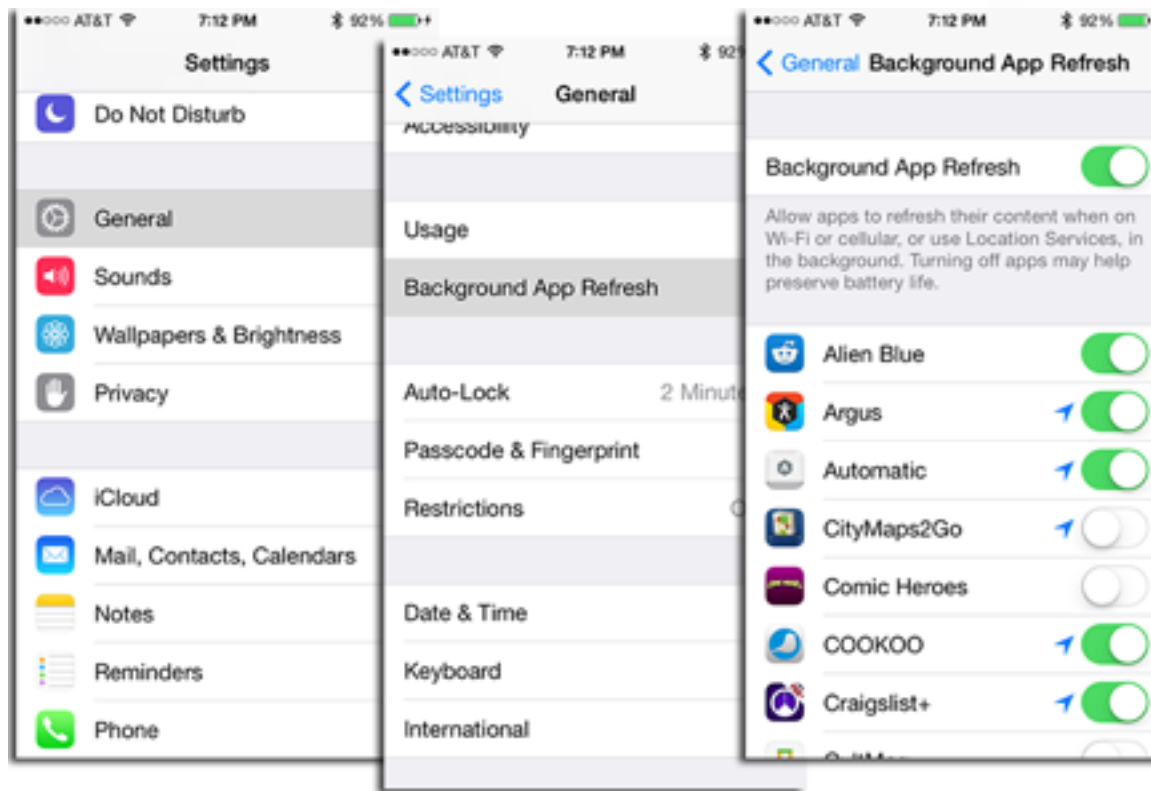 AT&T 7:12 PM 92%
Settings
Do Not Disturb
General
Sounds
Wallpapers & Brightness
Privacy
iCloud
Mail, Contacts, Calendars
Notes
Reminders
Phone
AT&T 7:12 PM 92
Settings General
Accessibility
Usage
Background App Refresh
Auto-Lock 2 Minute
Passcode & Fingerprint
Restrictions
Date & Time
Keyboard
International
AT&T 7:12 PM 92%
General Background App Refresh
Background App Refresh
Allow apps to refresh their content when on
Wi-Fi or cellular, or use Location Services, in
the background. Turning off apps may help
preserve battery life.
Alien Blue
Argus
Automatic
CityMaps2Go
Comic Heroes
COOKOO
Craigslist+